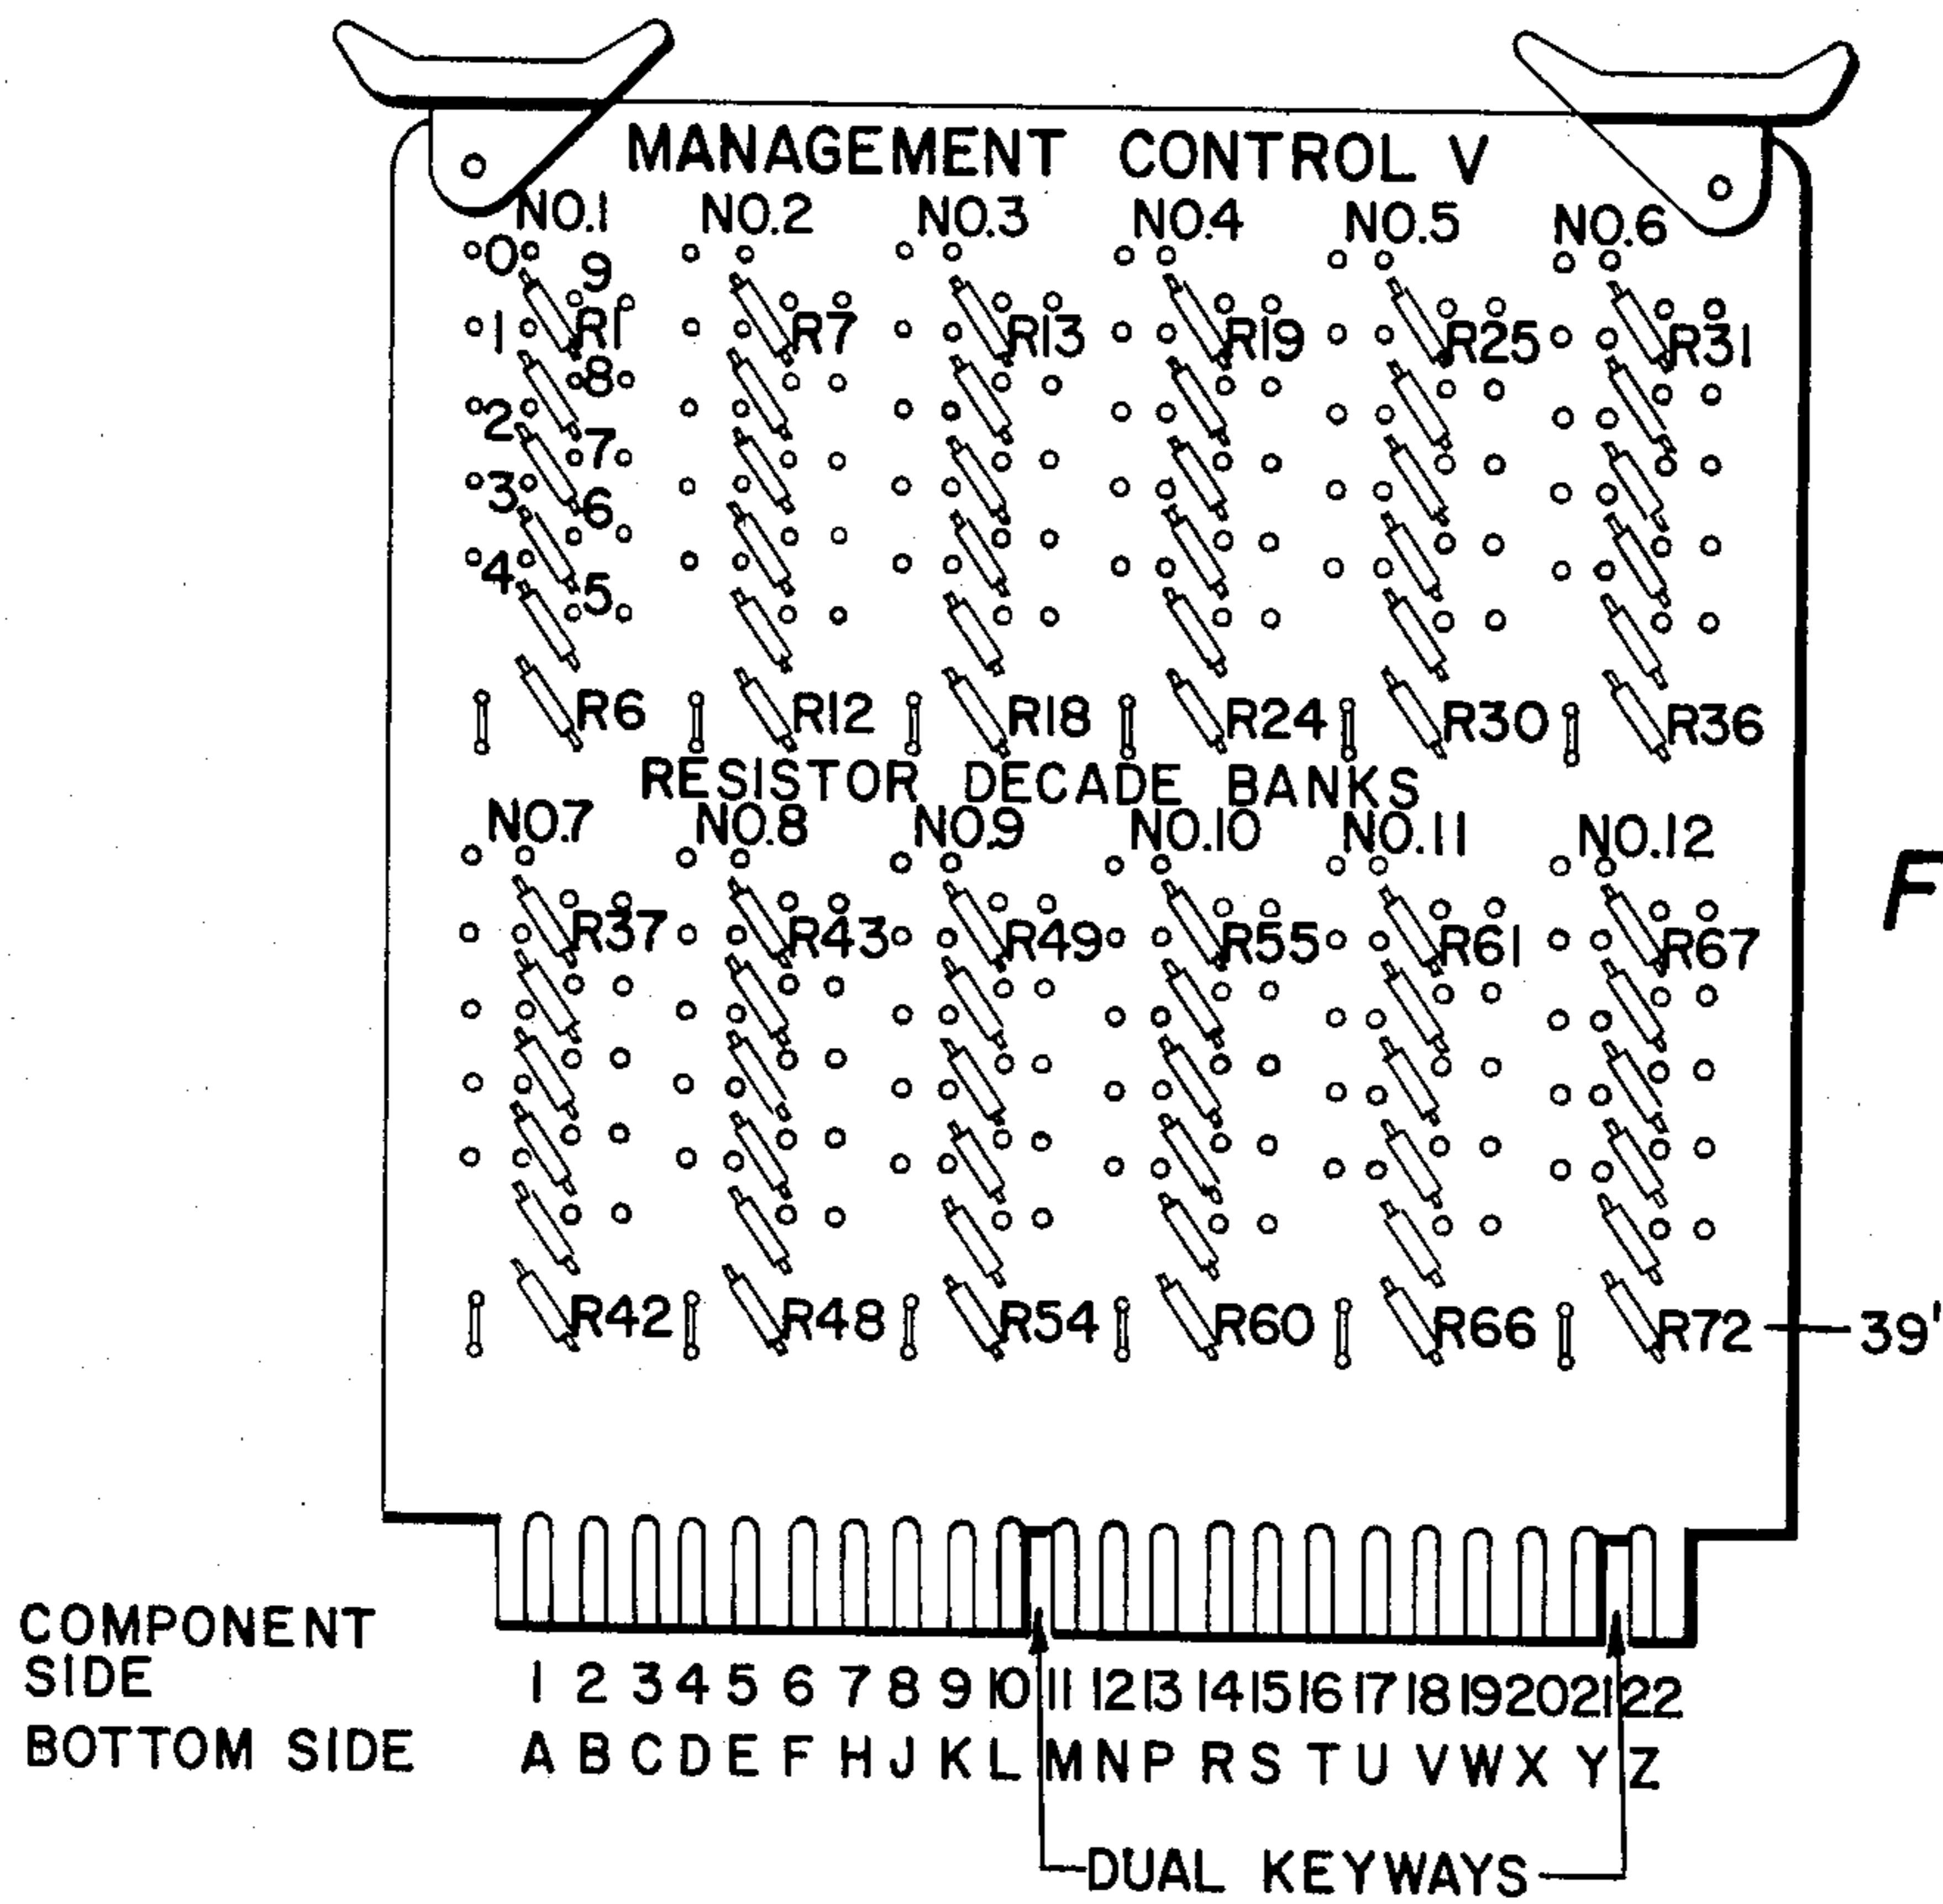 MANAGEMENT CONTROL V
NO.1 NO.2 NO.3 NO.4 NO.5 NO.6
0
9
1 R1 R7 R13 R19 R25 R31
8
2
7
3
6
4
5
R6 R12 R18 R24 R30 R36
RESISTOR DECADE BANKS
NO.7 NO.8 NO.9 NO.10 NO.11 NO.12
F
R37 R43 R49 R55 R61 R67
R42 R48 R54 R60 R66 R72 39'
COMPONENT
SIDE 1 2 3 4 5 6 7 8 9 10 11 12 13 14 15 16 17 18 19 20 21 22
BOTTOM SIDE A B C D E F H J K L M N P R S T U V W X Y Z
DUAL KEYWAYS